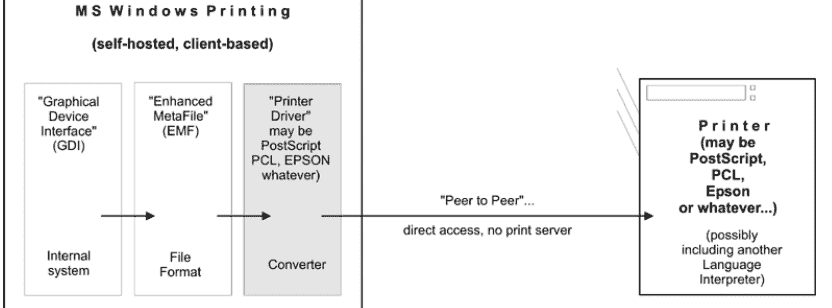 MS Windows Printing
(self-hosted, client-based)
"Graphical
Device
Interface"
(GDI)
Internal
system
"Enhanced
MetaFile"
(EMF)
File
Format
"Printer
Driver"
may be
PostScript
PCL, EPSON
whatever)
Converter
"Peer to Peer"...
direct access, no print server
Printer
(may be
PostScript,
PCL,
Epson
or whatever...)
(possibly
including another
Language
Interpreter)